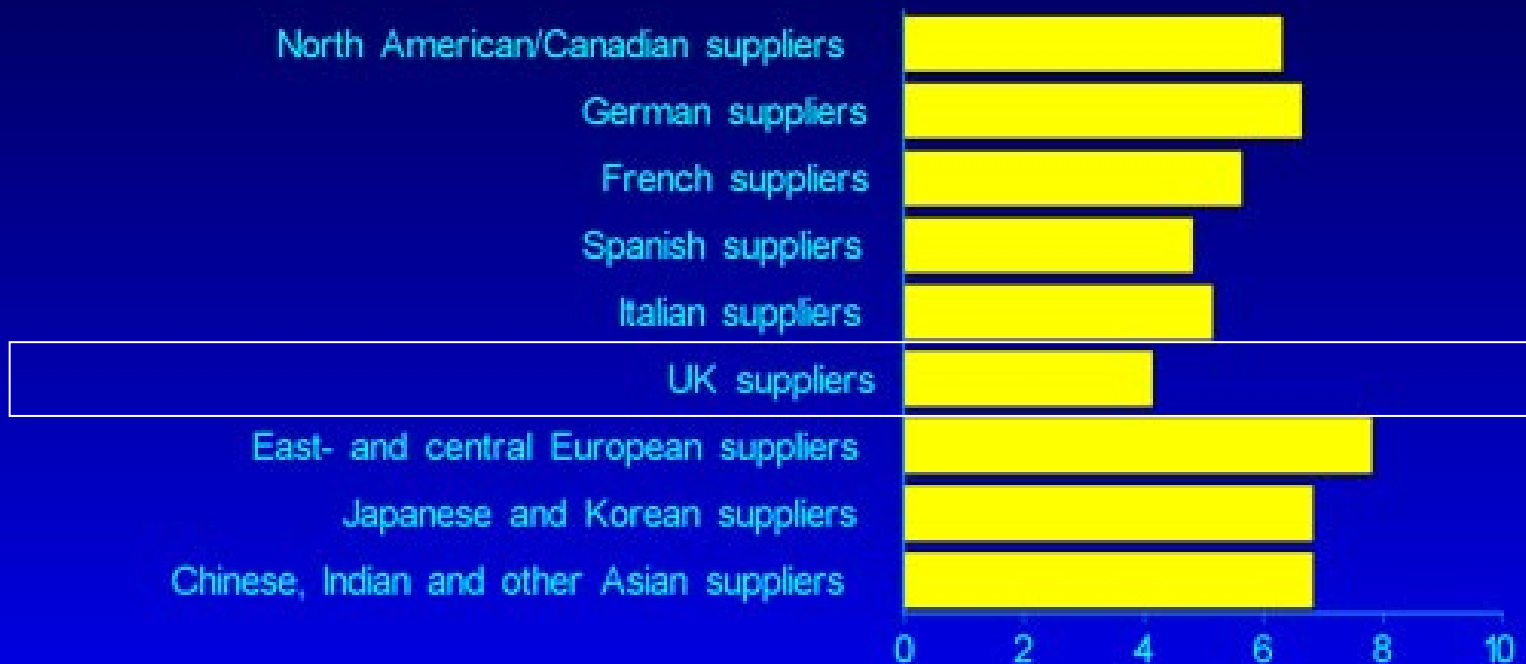 North American/Canadian suppliers
German suppliers
French suppliers
Spanish suppliers
Italian suppliers
UK suppliers
East- and central European suppliers
Japanese and Korean suppliers
Chinese, Indian and other Asian suppliers
0 2 4 6 8 10